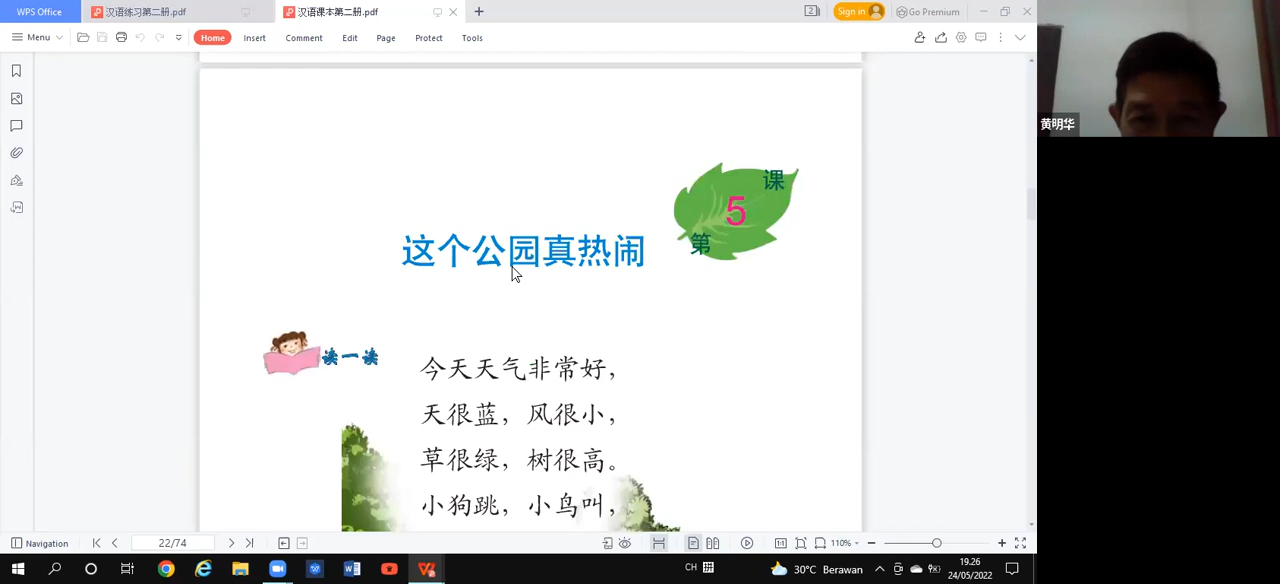 WPS Office
汉语练习第二册.pdf
汉语课本第二册.pdf
Sign in
Go Premium
Menu
Home
Insert
Comment
Edit
Page
Protect
Tools
黄明华
第5课
这个公园真热闹
读一读
今天天气非常好，
天很蓝，风很小，
草很绿，树很高。
小狗跳，小鸟叫，
Navigation
22/74
110%
CH
30°C Berawan
19.26
24/05/2022